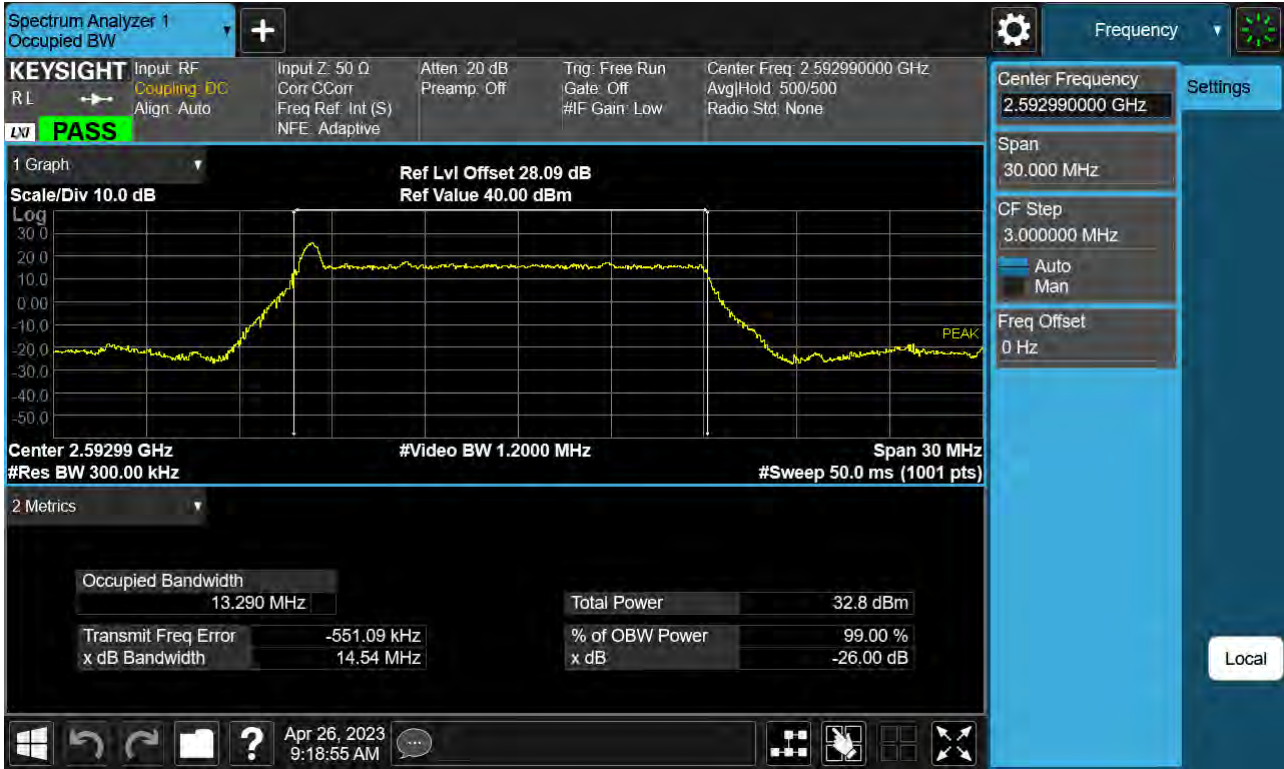 Spectrum Analyzer 1
Occupied BW
Frequency
KEYSIGHT
RL
LXI
PASS
Input: RF
Coupling: DC
Align: Auto
Input Z: 50 Ω
Corr CCorr
Freq Ref: Int (S)
NFE: Adaptive
Atten: 20 dB
Preamp: Off
Trig: Free Run
Gate: Off
#IF Gain: Low
Center Freq: 2.592990000 GHz
Avg|Hold: 500/500
Radio Std: None
Center Frequency
2.592990000 GHz
Settings
Span
30.000 MHz
CF Step
3.000000 MHz
Auto
Man
Freq Offset
0 Hz
Local
1 Graph
Scale/Div 10.0 dB
Ref Lvl Offset 28.09 dB
Ref Value 40.00 dBm
Log
30.0
20.0
10.0
0.00
-10.0
-20.0
-30.0
-40.0
-50.0
PEAK
Center 2.59299 GHz
#Video BW 1.2000 MHz
Span 30 MHz
#Res BW 300.00 kHz
#Sweep 50.0 ms (1001 pts)
2 Metrics
Occupied Bandwidth
13.290 MHz
Total Power 32.8 dBm
Transmit Freq Error -551.09 kHz
% of OBW Power 99.00 %
x dB Bandwidth 14.54 MHz
x dB -26.00 dB
?
Apr 26, 2023
9:18:55 AM